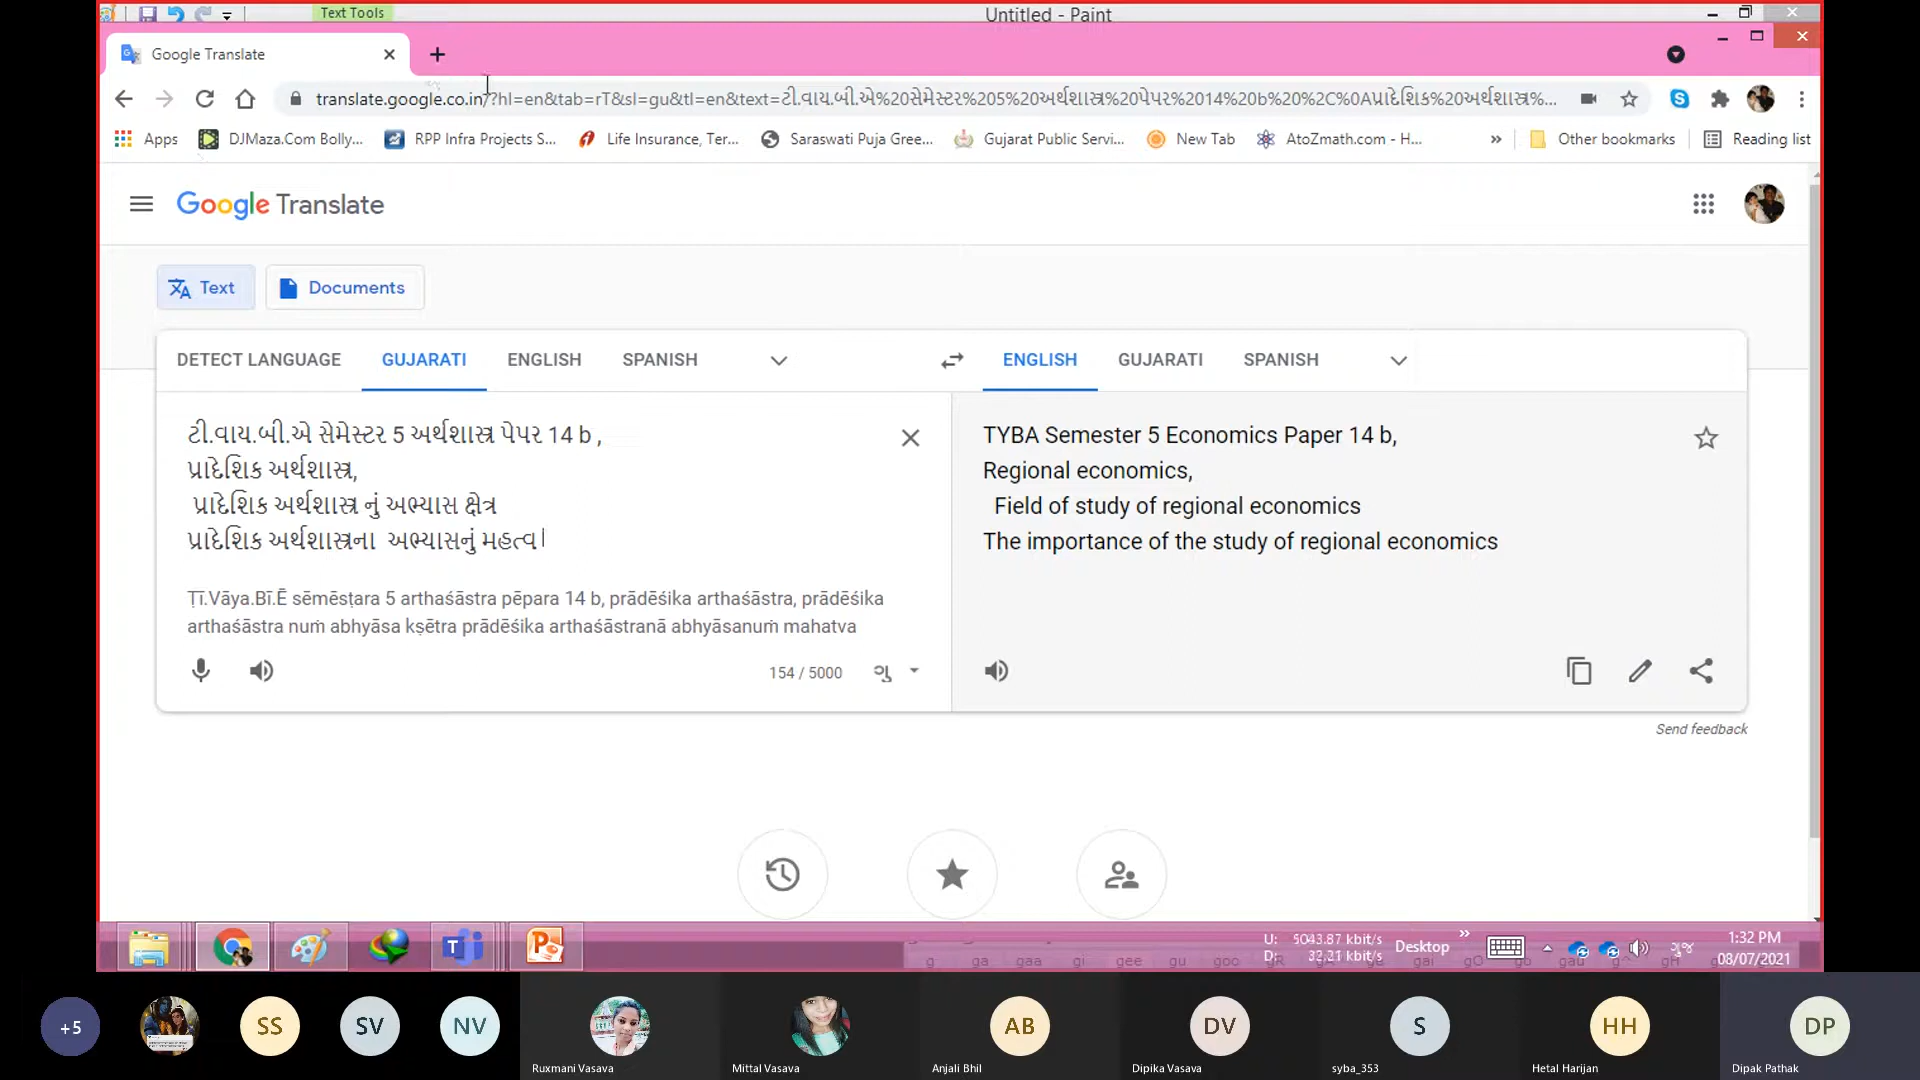 Text Tools
Untitled - Paint
Google Translate
translate.google.co.in/?hl=en&tab=rT&sl=gu&tl=en&text=ટી.વાય.બી.એ%20સેમેસ્ટર%205%20અર્થશાસ્ત્ર%20પેપર%2014%20b%20%2C%0Aપ્રાદેશિક%20અર્થશાસ્ત્ર%...
Apps
DJMaza.Com Bolly...
RPP Infra Projects S...
Life Insurance, Ter...
Saraswati Puja Gree...
Gujarat Public Servi...
New Tab
AtoZmath.com - H...
»
Other bookmarks
Reading list
Google Translate
Text
Documents
DETECT LANGUAGE
GUJARATI
ENGLISH
SPANISH
ENGLISH
GUJARATI
SPANISH
ટી.વાય.બી.એ સેમેસ્ટર 5 અર્થશાસ્ત્ર પેપર 14 b ,
પ્રાદેશિક અર્થશાસ્ત્ર,
પ્રાદેશિક અર્થશાસ્ત્ર નું અભ્યાસ ક્ષેત્ર
પ્રાદેશિક અર્થશાસ્ત્રના અભ્યાસનું મહત્વ
Ṭī.Vāya.Bī.Ē sēmēsṭara 5 arthaśāstra pēpara 14 b, prādēśika arthaśāstra, prādēśika
arthaśāstra nuṁ abhyāsa kṣētra prādēśika arthaśāstranā abhyāsanuṁ mahatva
154 / 5000
TYBA Semester 5 Economics Paper 14 b,
Regional economics,
Field of study of regional economics
The importance of the study of regional economics
Send feedback
U: 5043.87 kbit/s
D: 32.21 kbit/s
Desktop
»
ગુજ
1:32 PM
08/07/2021
g ga gaa gi gee gu goo
+5
SS
SV
NV
Ruxmani Vasava
Mittal Vasava
AB
Anjali Bhil
DV
Dipika Vasava
S
syba_353
HH
Hetal Harijan
DP
Dipak Pathak